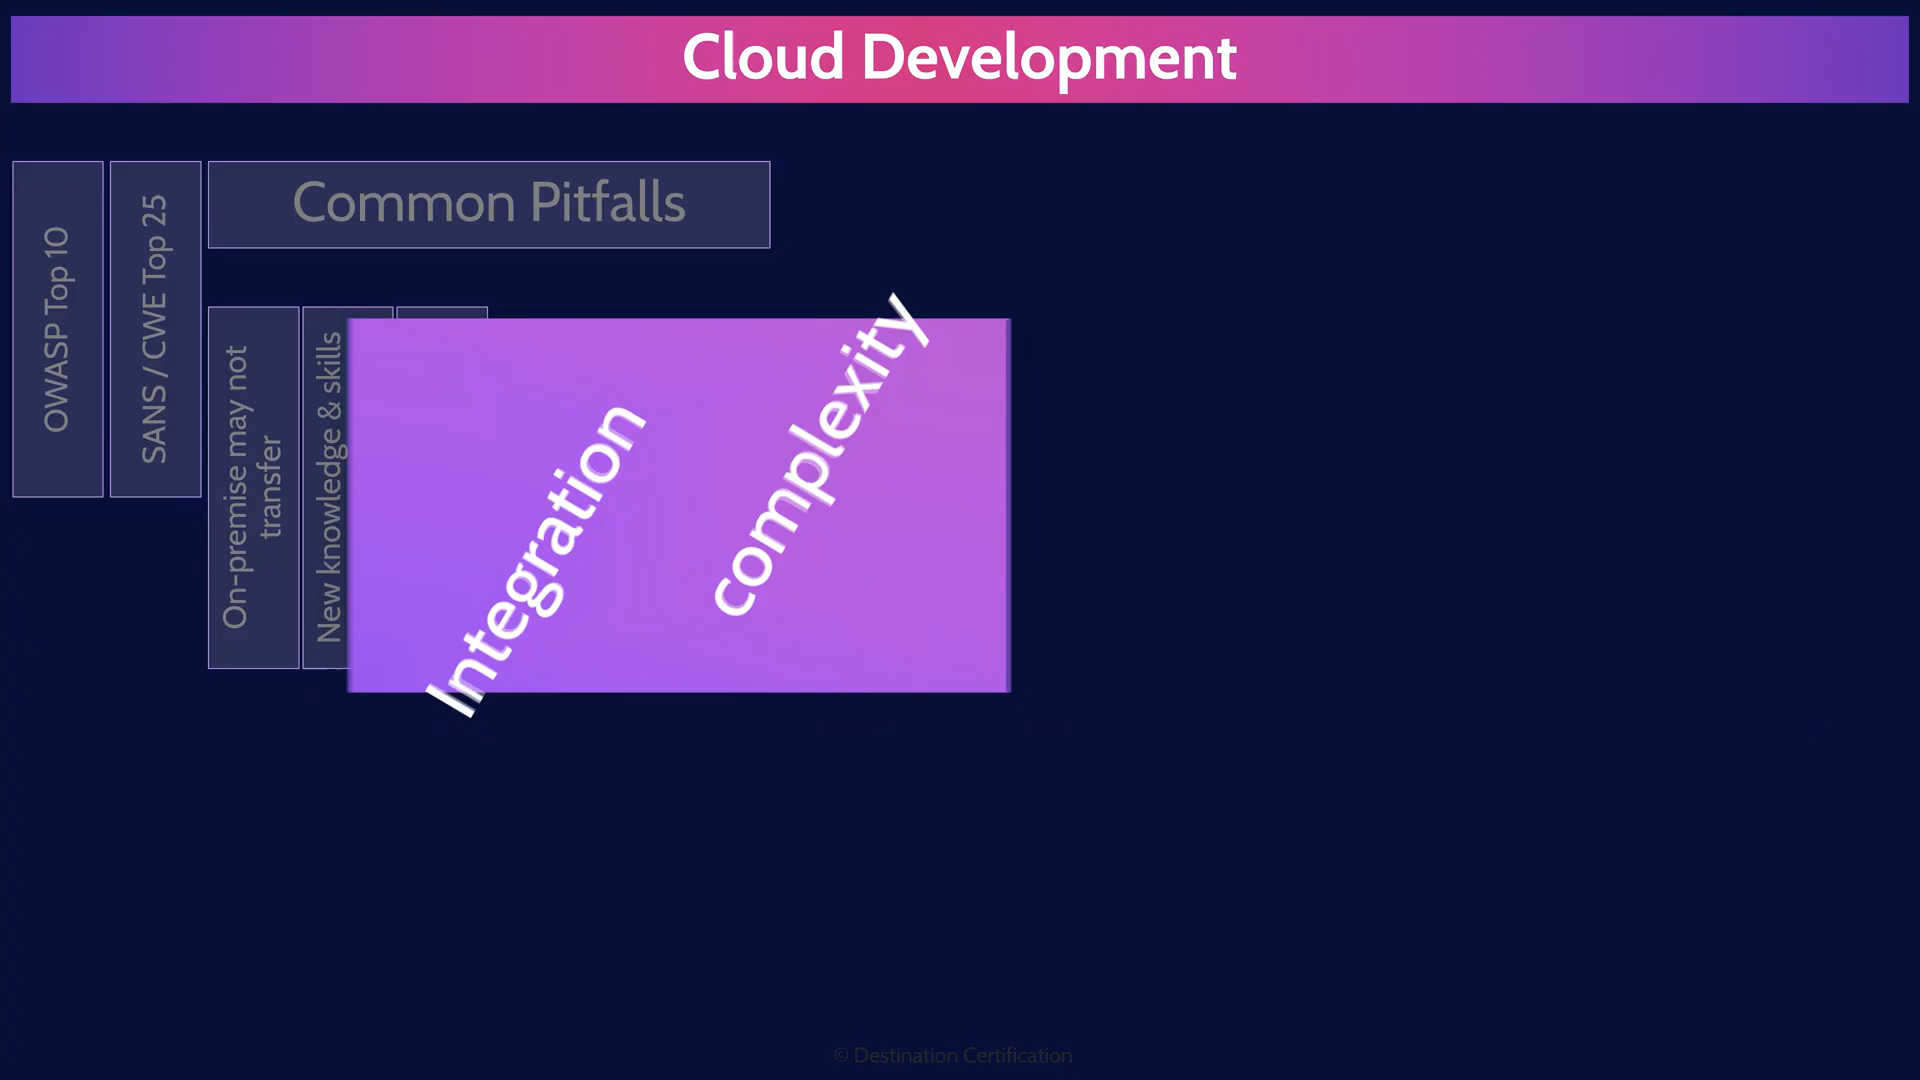 Cloud Development
OWASP Top 10
SANS / CWE Top 25
Common Pitfalls
On-premise may not
transfer
New knowledge & skills
Integration
complexity
© Destination Certification